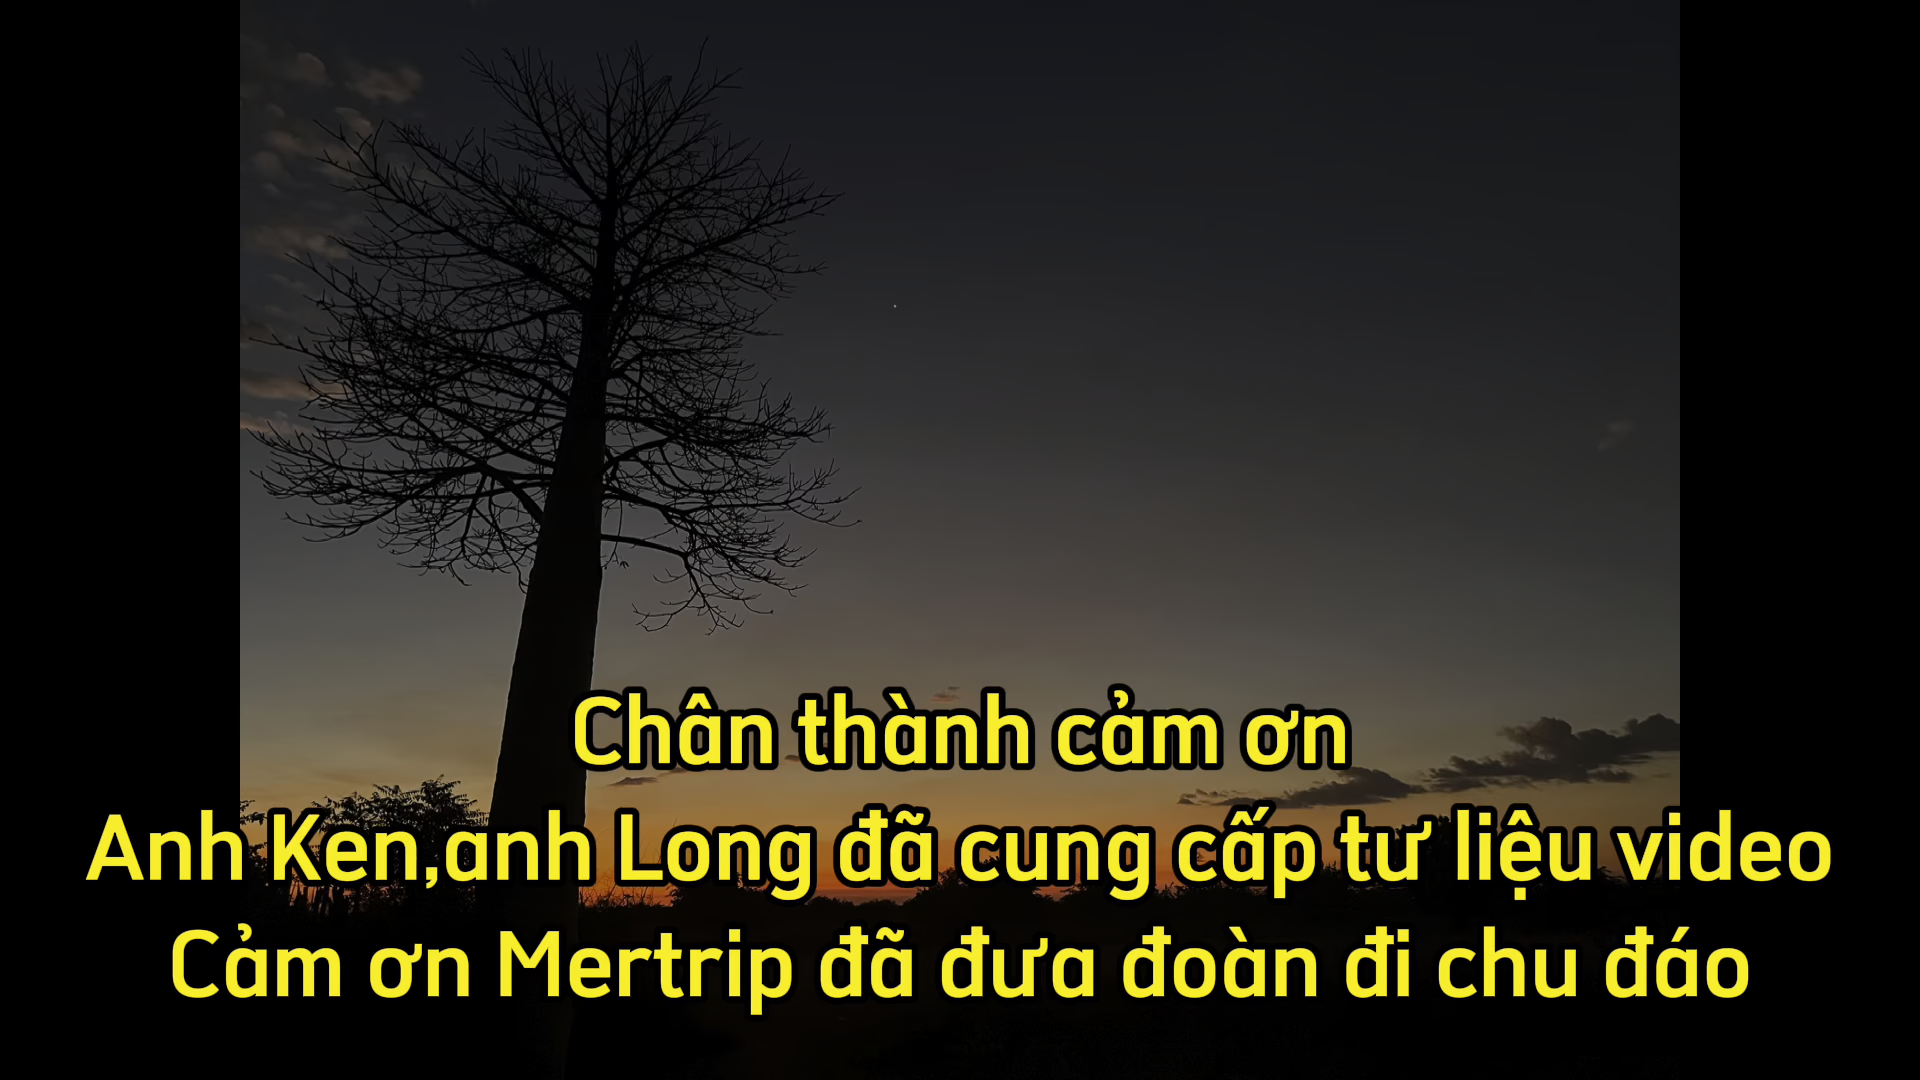 Chân thành cảm ơn
Anh Ken,anh Long đã cung cấp tư liệu video
Cảm ơn Mertrip đã đưa đoàn đi chu đáo